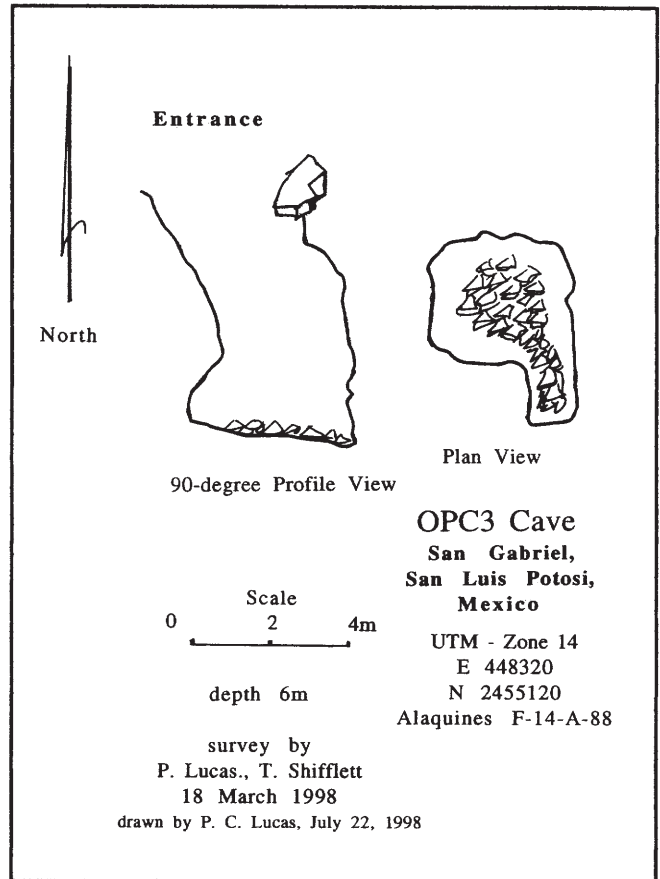 Entrance
North
90-degree Profile View
Plan View
OPC3 Cave
San Gabriel,
San Luis Potosi,
Mexico
UTM - Zone 14
E 448320
N 2455120
Alaquines F-14-A-88
Scale
0 2 4m
depth 6m
survey by
P. Lucas., T. Shifflett
18 March 1998
drawn by P. C. Lucas, July 22, 1998